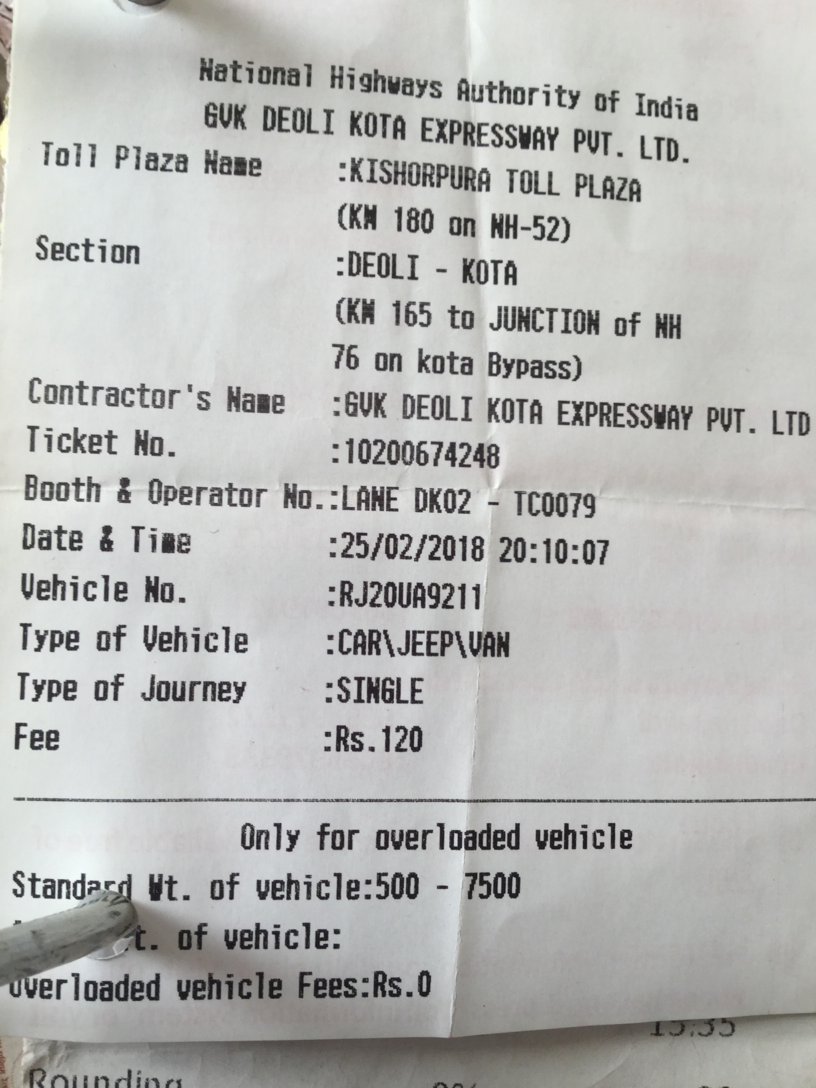 National Highways Authority of India
GVK DEOLI KOTA EXPRESSWAY PVT. LTD.
Toll Plaza Name :KISHORPURA TOLL PLAZA
(KM 180 on NH-52)
Section :DEOLI - KOTA
(KM 165 to JUNCTION of NH
76 on kota Bypass)
Contractor's Name :GVK DEOLI KOTA EXPRESSWAY PVT. LTD
Ticket No. :10200674248
Booth & Operator No.:LANE DK02 - TC0079
Date & Time :25/02/2018 20:10:07
Vehicle No. :RJ20UA9211
Type of Vehicle :CAR\JEEP\VAN
Type of Journey :SINGLE
Fee :Rs.120
Only for overloaded vehicle
Standard Wt. of vehicle:500 - 7500
of vehicle:
Overloaded vehicle Fees:Rs.0
15.35
Rounding